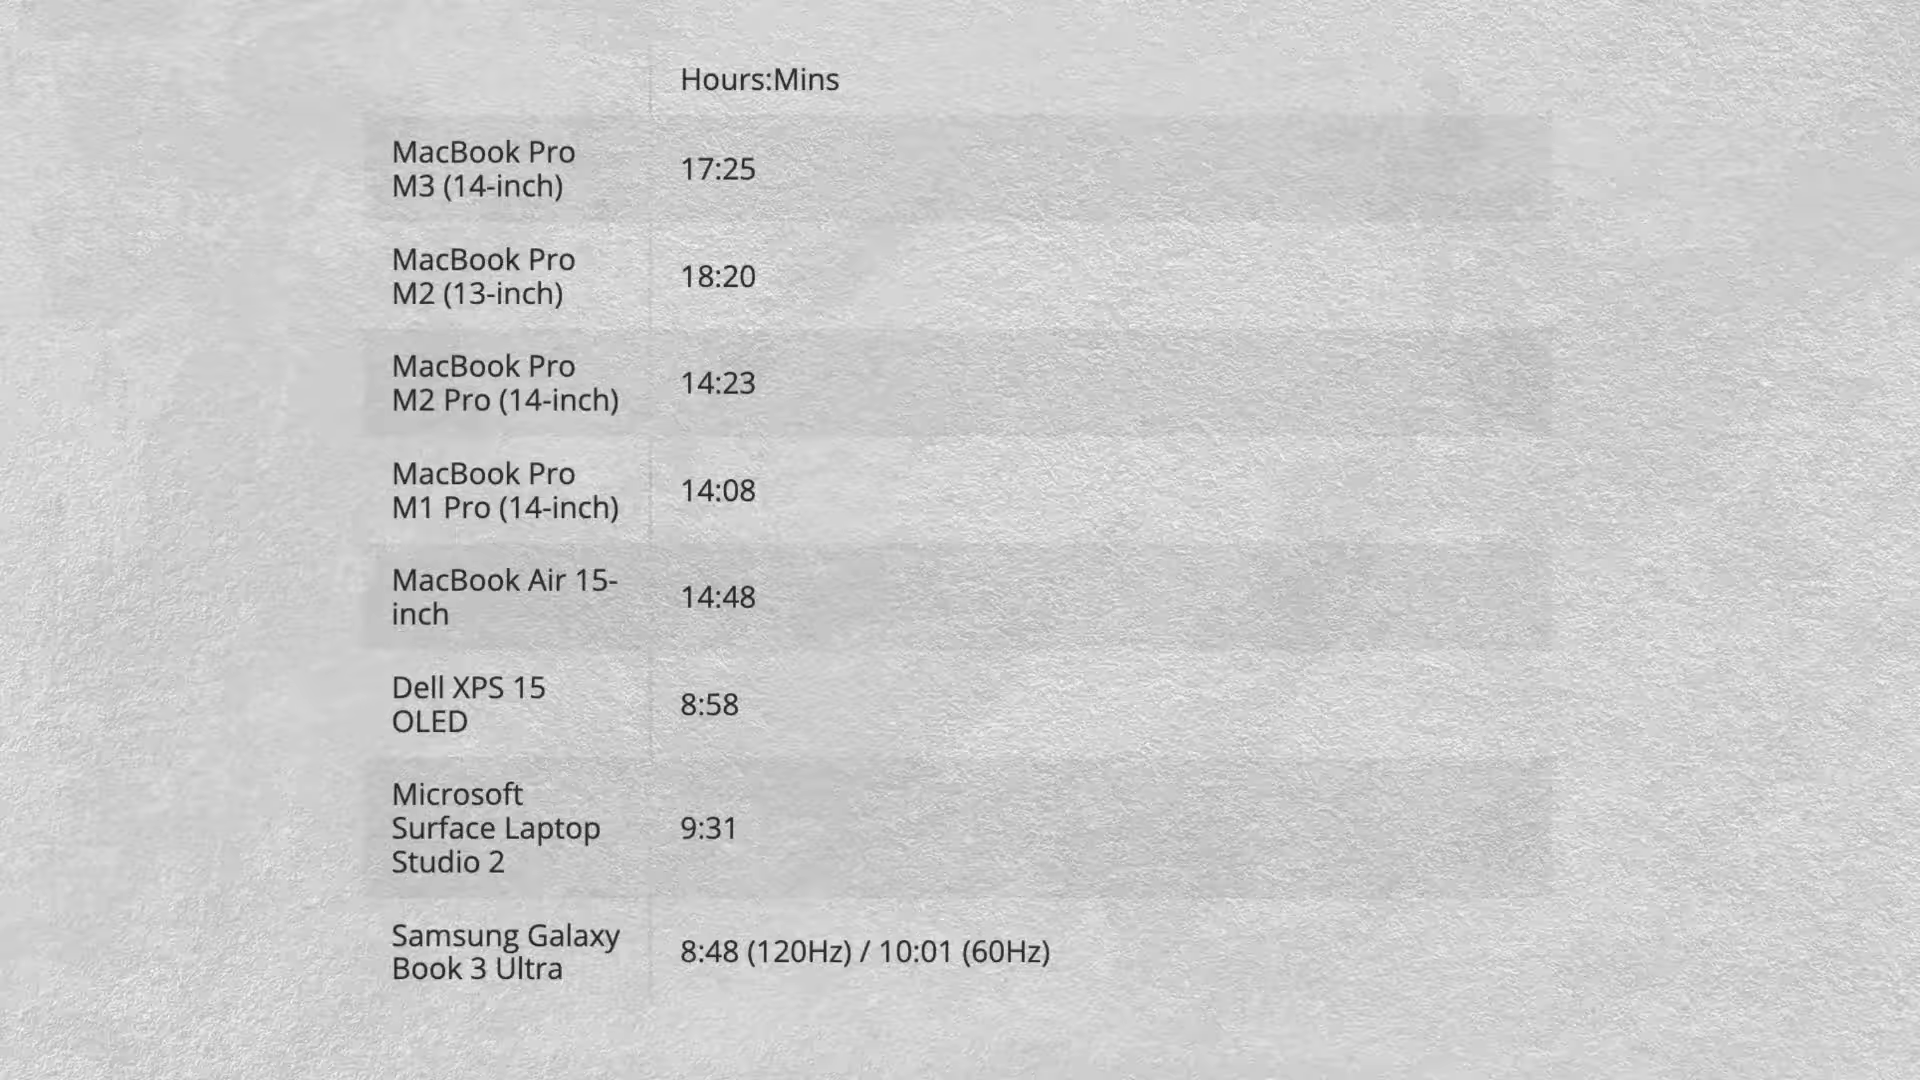 Hours:Mins
MacBook Pro
M3 (14-inch)
17:25
MacBook Pro
M2 (13-inch)
18:20
MacBook Pro
M2 Pro (14-inch)
14:23
MacBook Pro
M1 Pro (14-inch)
14:08
MacBook Air 15-
inch
14:48
Dell XPS 15
OLED
8:58
Microsoft
Surface Laptop
Studio 2
9:31
Samsung Galaxy
Book 3 Ultra
8:48 (120Hz) / 10:01 (60Hz)